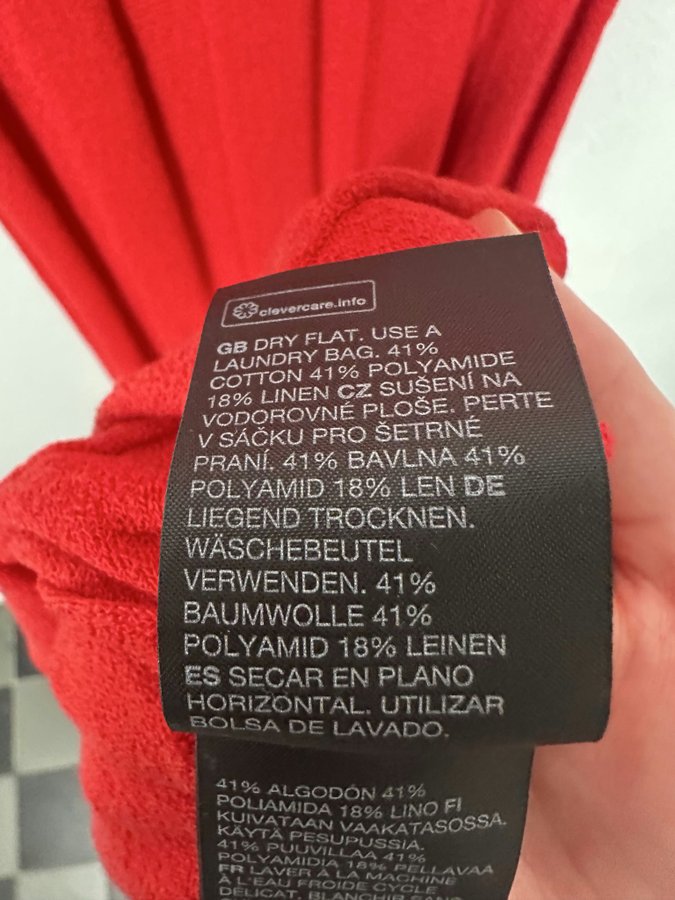 clevercare.info
GB DRY FLAT. USE A
LAUNDRY BAG. 41%
COTTON 41% POLYAMIDE
18% LINEN CZ SUŠENÍ NA
VODOROVNÉ PLOŠE. PERTE
V SÁČKU PRO ŠETRNÉ
PRANÍ. 41% BAVLNA 41%
POLYAMID 18% LEN DE
LIEGEND TROCKNEN.
WÄSCHEBEUTEL
VERWENDEN. 41%
BAUMWOLLE 41%
POLYAMID 18% LEINEN
ES SECAR EN PLANO
HORIZONTAL. UTILIZAR
BOLSA DE LAVADO.
41% ALGODÓN 41%
POLIAMIDA 18% LINO FI
KUIVATAAN VAAKATASOSSA.
KÄYTÄ PESUPUSSIA.
41% PUUVILLAA 41%
POLYAMIDIA 18% PELLAVAA
FR LAVER À LA MACHINE
À L'EAU FROIDE CYCLE
DÉLICAT. BLANCHIR SANS